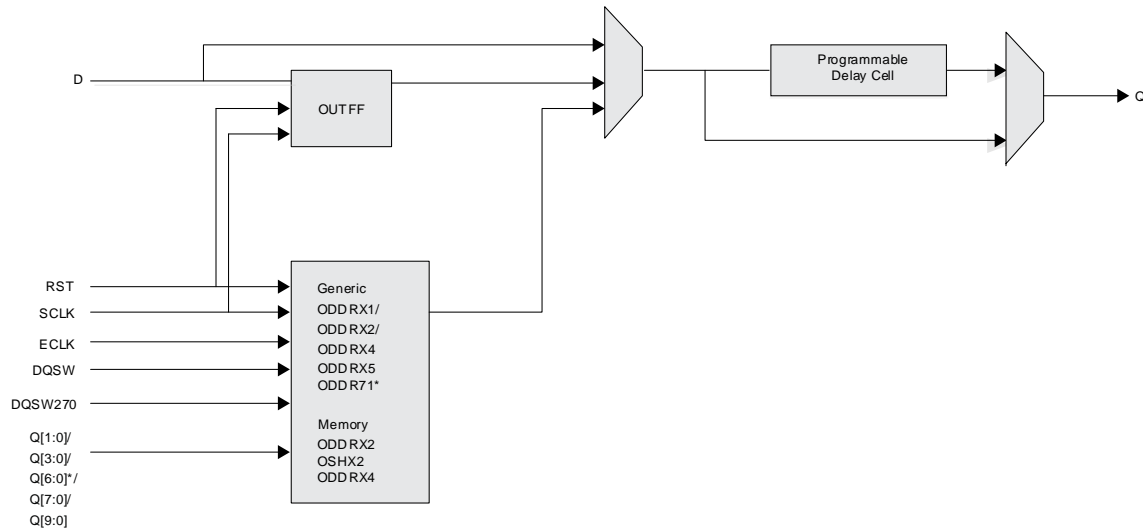 D
OUTFF
Programmable
Delay Cell
Q
RST
SCLK
ECLK
DQSW
DQSW270
Q[1:0]/
Q[3:0]/
Q[6:0]*/
Q[7:0]/
Q[9:0]
Generic
ODDRX1/
ODDRX2/
ODDRX4
ODDRX5
ODDR71*
Memory
ODDRX2
OSHX2
ODDRX4